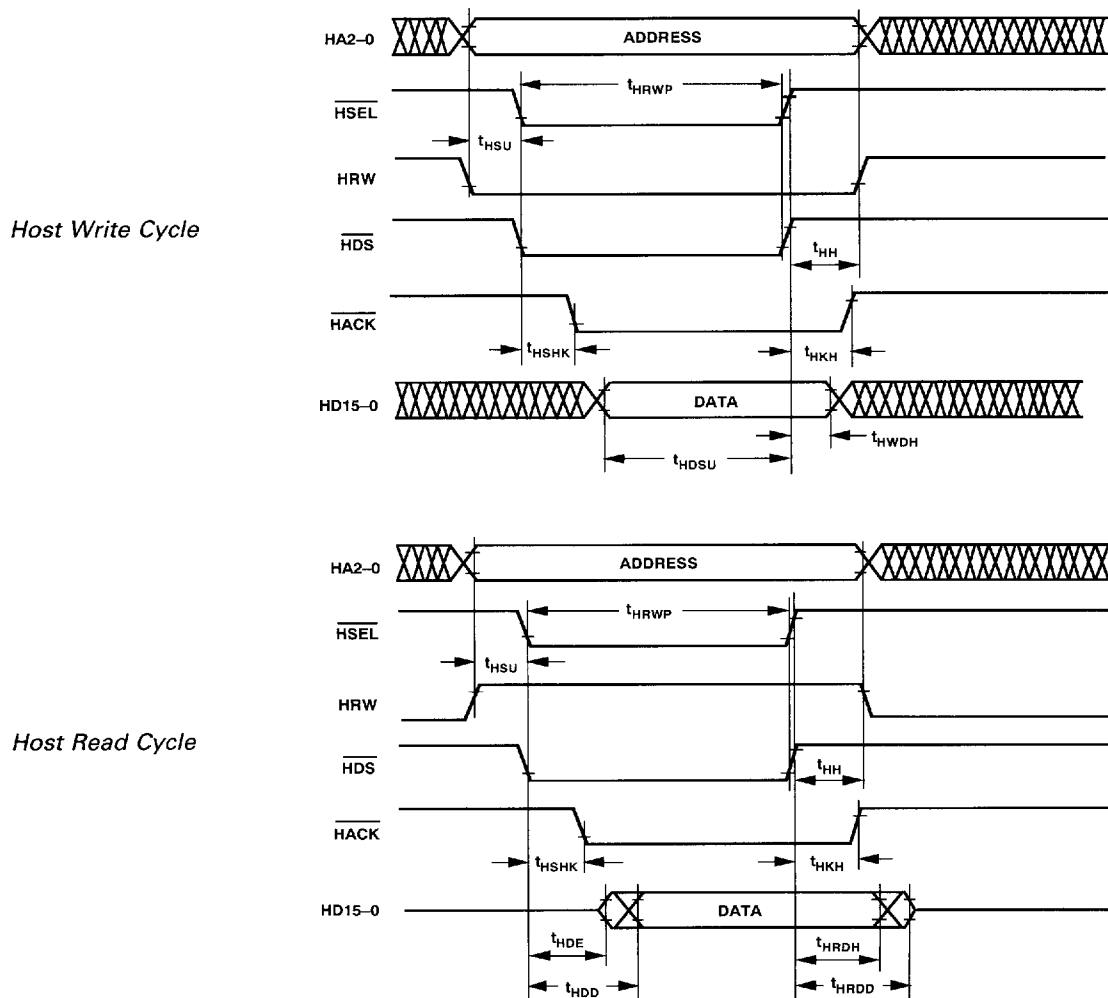 HA2–0
ADDRESS
HSEL
tHRWP
tHSU
HRW
Host Write Cycle
HDS
tHH
HACK
tHSHK
tHKH
HD15–0
DATA
tHWDH
tHDSU
HA2–0
ADDRESS
HSEL
tHRWP
tHSU
HRW
Host Read Cycle
HDS
tHH
HACK
tHSHK
tHKH
HD15–0
DATA
tHDE
tHRDH
tHDD
tHRDD